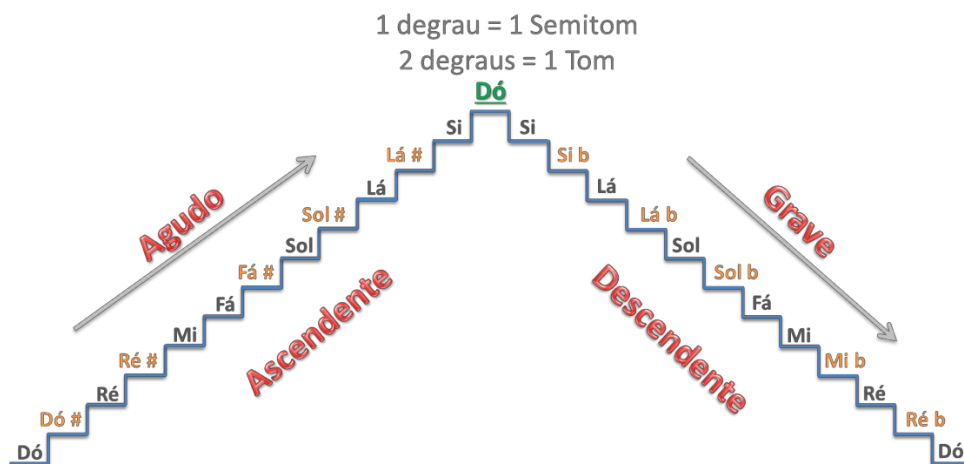 1 degrau = 1 Semitom
2 degraus = 1 Tom
Dó
Si
Si
Lá #
Si b
Lá
Lá
Sol #
Lá b
Sol
Sol
Fá #
Sol b
Fá
Fá
Mi
Mi
Ré #
Mi b
Ré
Ré
Dó #
Ré b
Dó
Dó
Agudo
Ascendente
Grave
Descendente